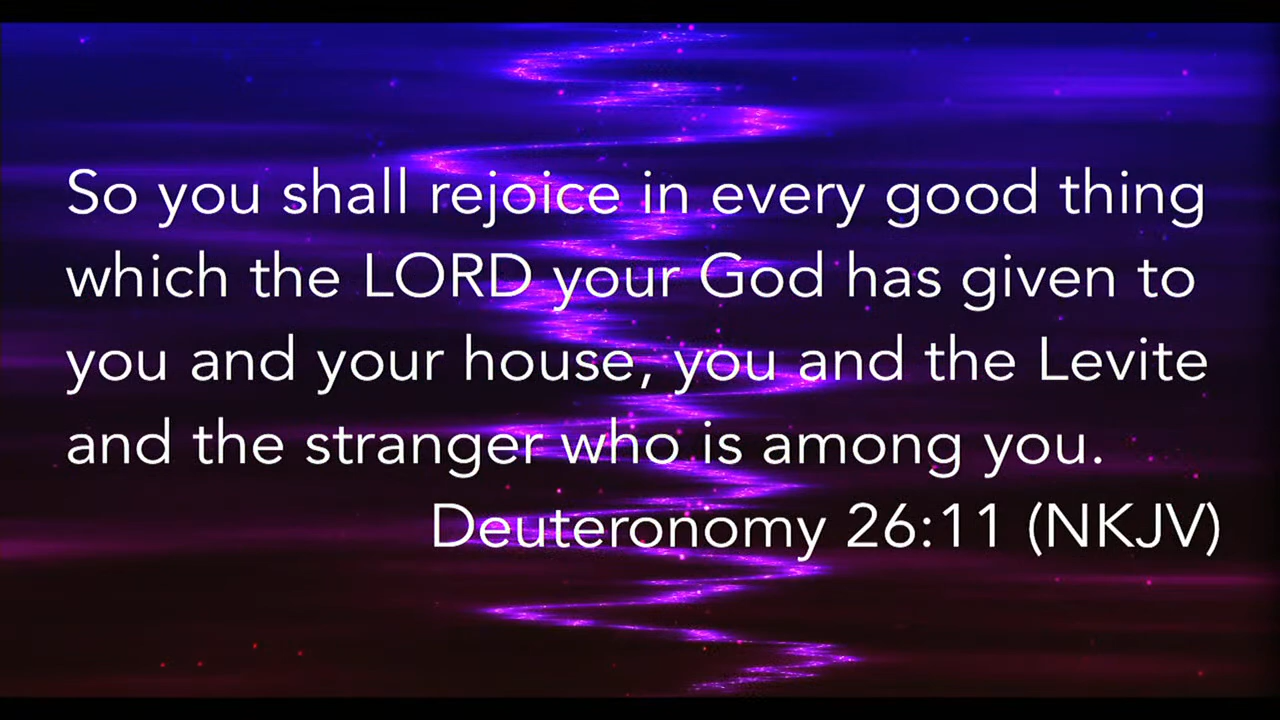 So you shall rejoice in every good thing
which the LORD your God has given to
you and your house, you and the Levite
and the stranger who is among you.
Deuteronomy 26:11 (NKJV)